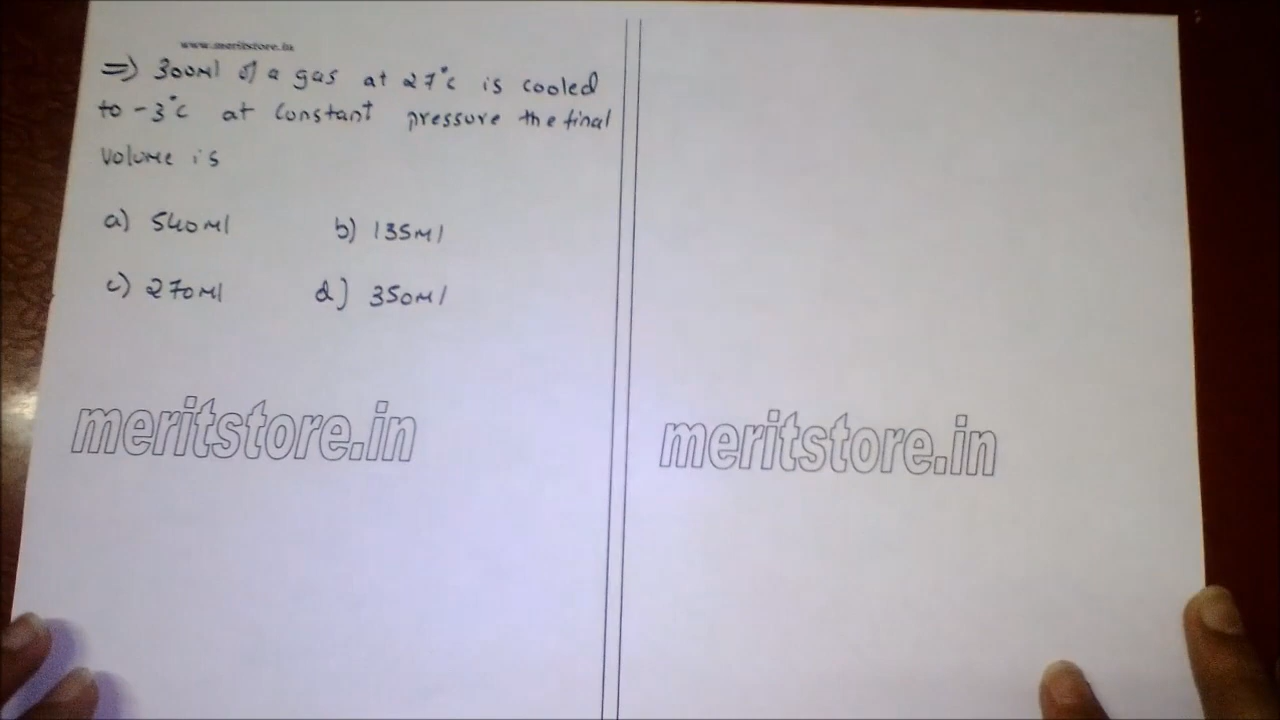 www.meritstore.in
⇒ 300Ml of a gas at 27°C is cooled
to -3°C at constant pressure the final
volume is
a) 540Ml b) 135Ml
c) 270Ml d) 350Ml
meritstore.in meritstore.in